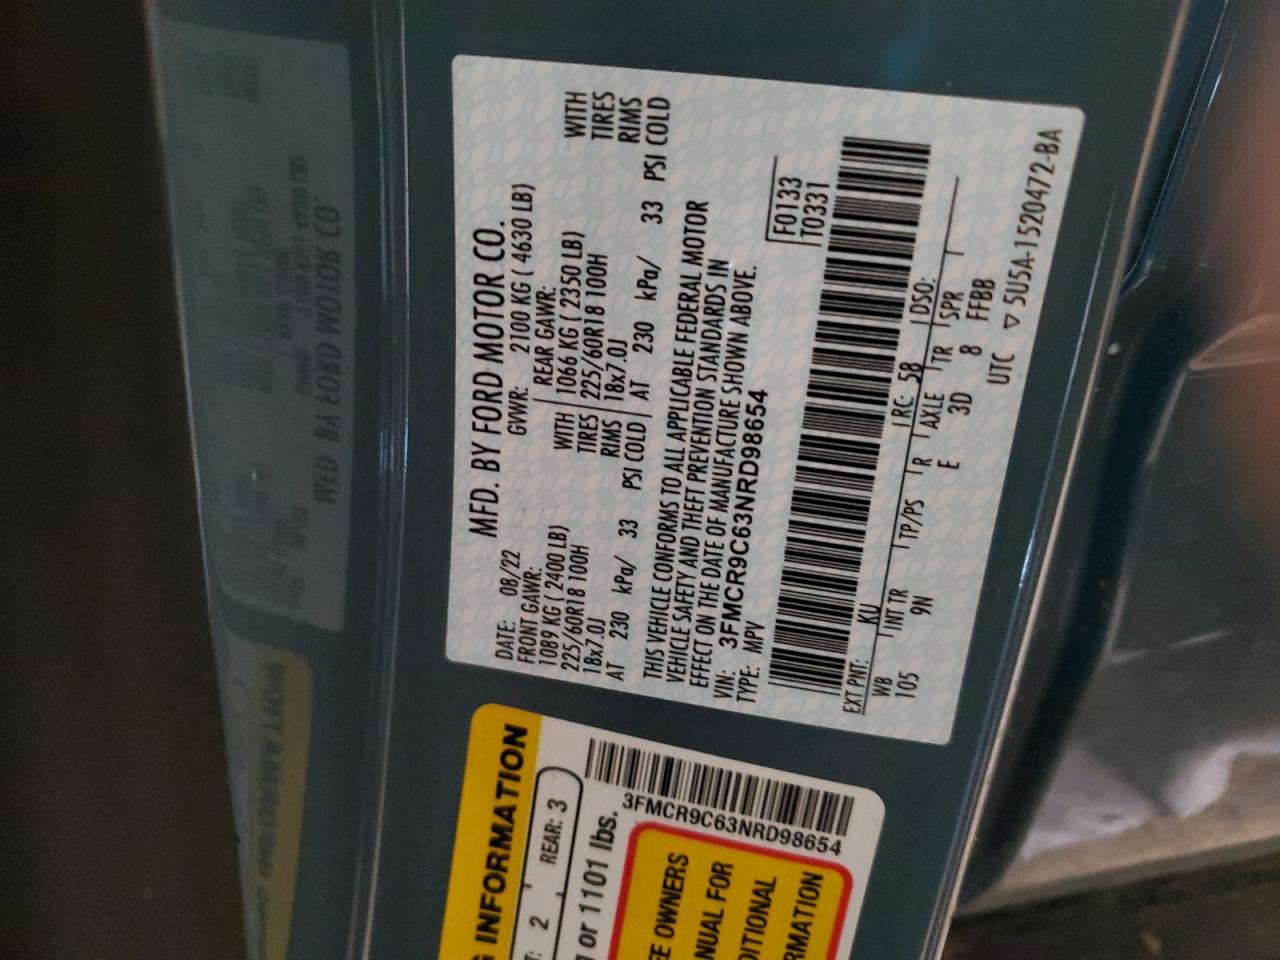 MFD. BY FORD MOTOR CO.
DATE: 08/22 GVWR: 2100 KG ( 4630 LB)
FRONT GAWR: REAR GAWR:
1089 KG ( 2400 LB) WITH 1066 KG ( 2350 LB) WITH
225/60R18 100H TIRES 225/60R18 100H TIRES
18x7.0J RIMS 18x7.0J RIMS
AT 230 kPa/ 33 PSI COLD AT 230 kPa/ 33 PSI COLD
THIS VEHICLE CONFORMS TO ALL APPLICABLE FEDERAL MOTOR
VEHICLE SAFETY AND THEFT PREVENTION STANDARDS IN
EFFECT ON THE DATE OF MANUFACTURE SHOWN ABOVE.
VIN: 3FMCR9C63NRD98654
TYPE: MPV
F0133
T0331
EXT PNT: KU RC: 58 DSO:
WB INT TR TP/PS R AXLE TR SPR
105 9N E 3D 8 FFBB
UTC ▽ 5U5A-1520472-BA
G INFORMATION
T: 2 REAR: 3
or 1101 lbs.
3FMCR9C63NRD98654
EE OWNERS
NUAL FOR
DITIONAL
RMATION